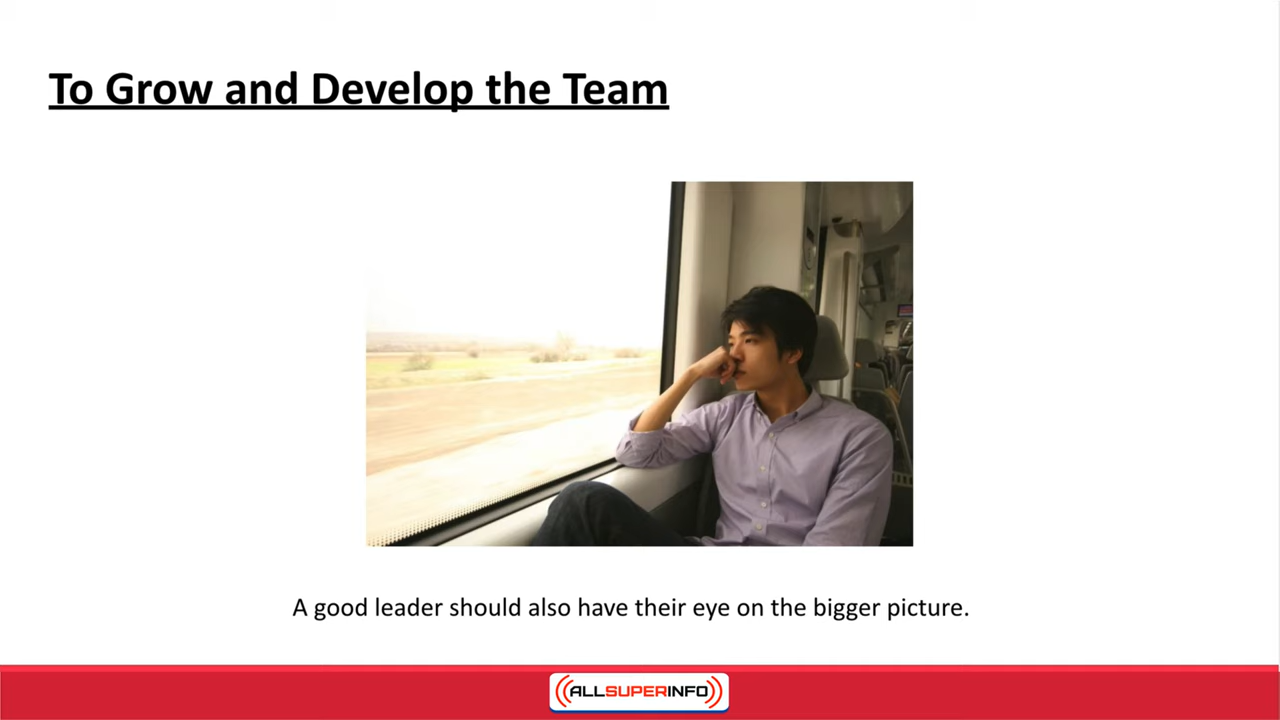 To Grow and Develop the Team
A good leader should also have their eye on the bigger picture.
ALLSUPERINFO